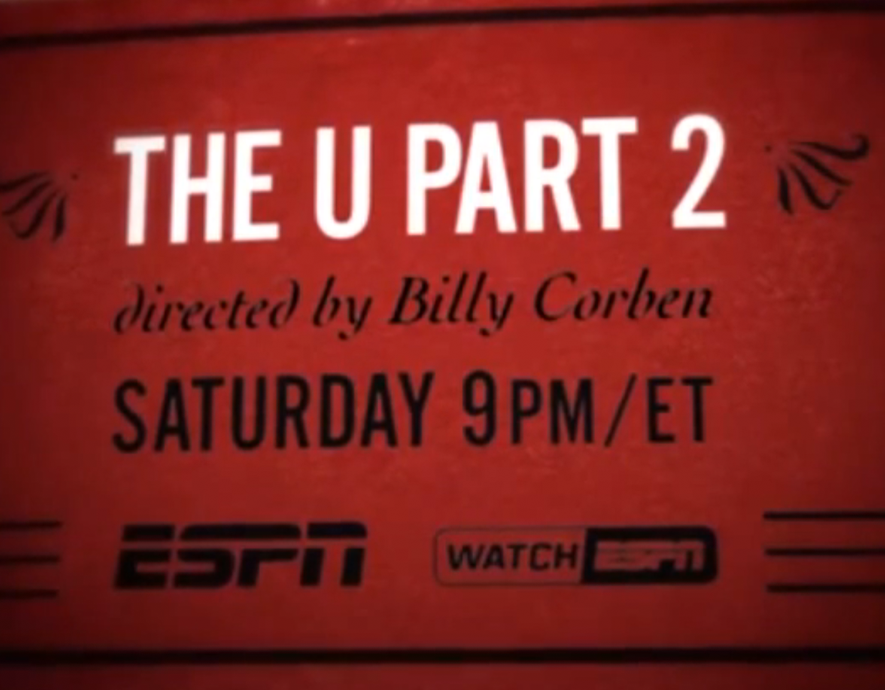 THE U PART 2
directed by Billy Corben
SATURDAY 9PM/ET
ESPN WATCH ESPN